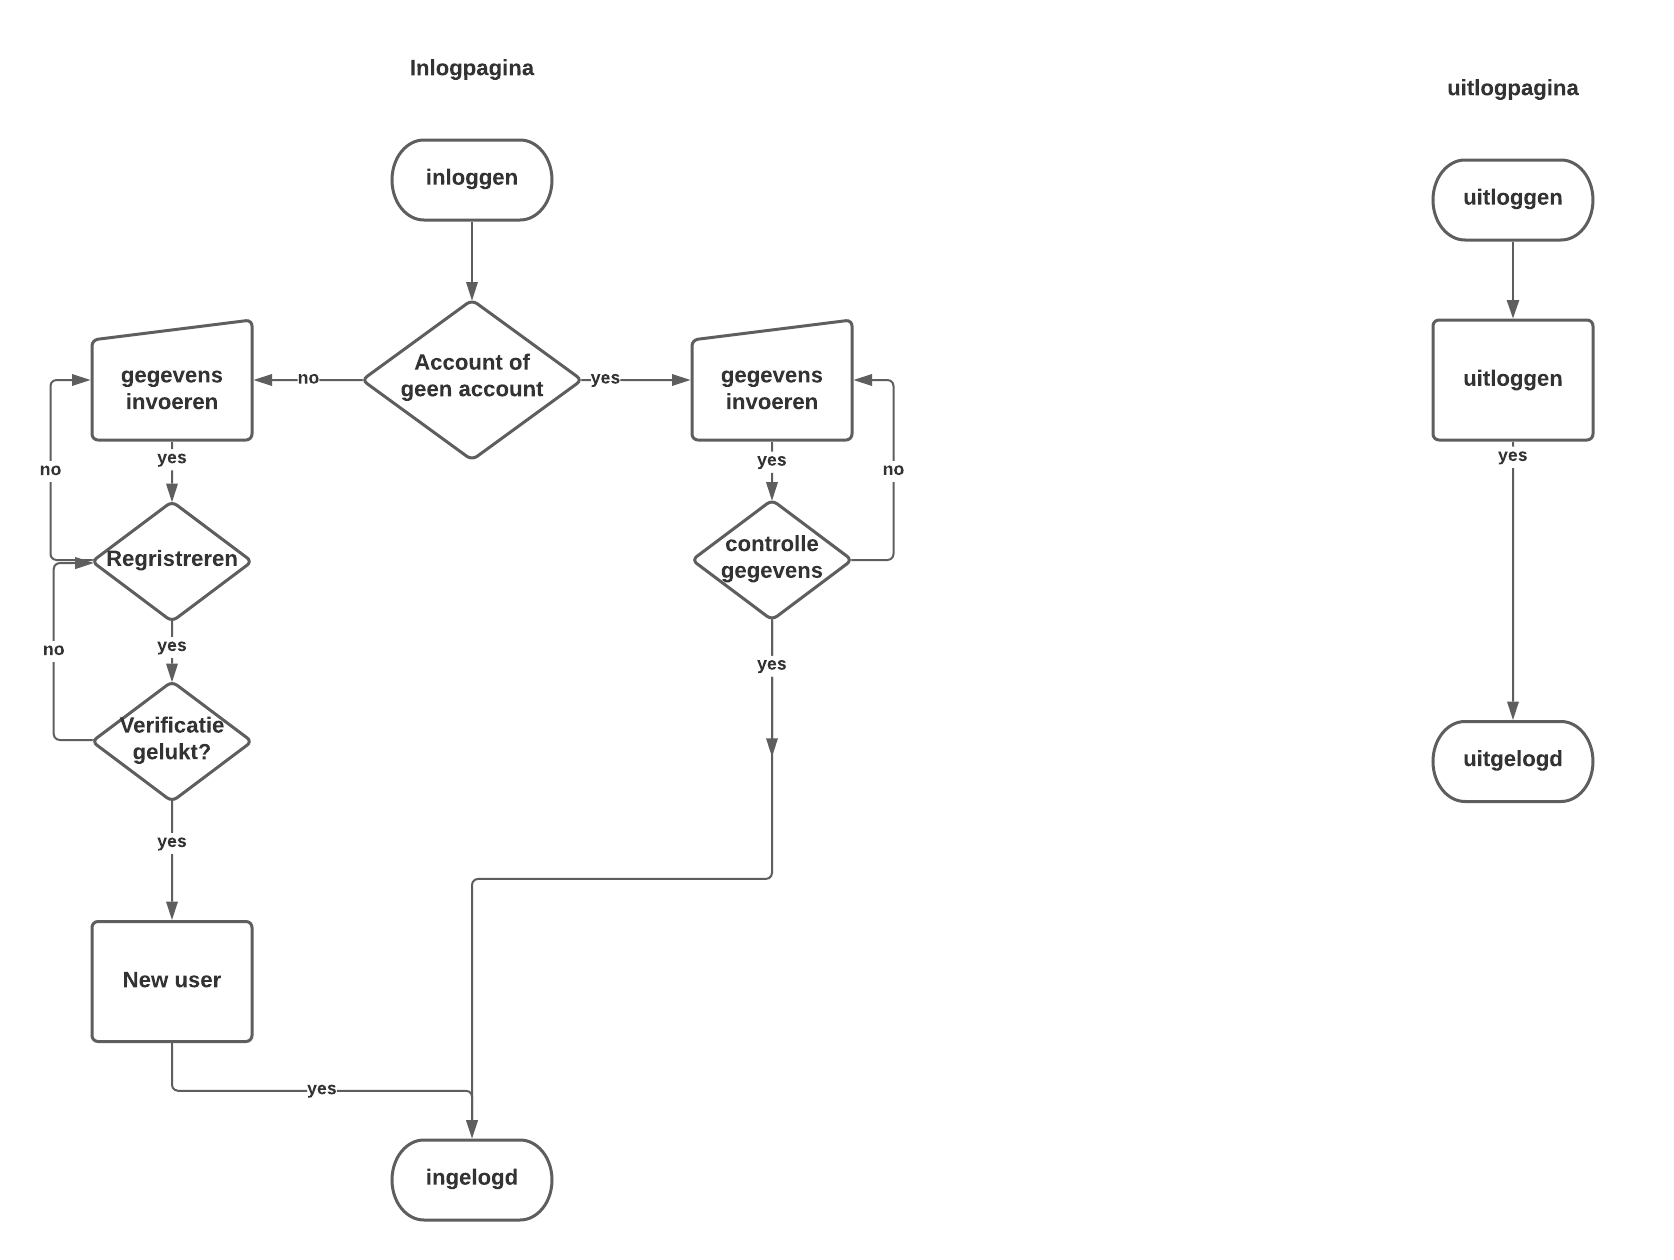 Inlogpagina
uitlogpagina
inloggen
uitloggen
Account of
geen account
no
yes
gegevens
invoeren
gegevens
invoeren
uitloggen
yes
yes
yes
no
no
Regristreren
controlle
gegevens
yes
no
yes
Verificatie
gelukt?
uitgelogd
yes
New user
yes
ingelogd